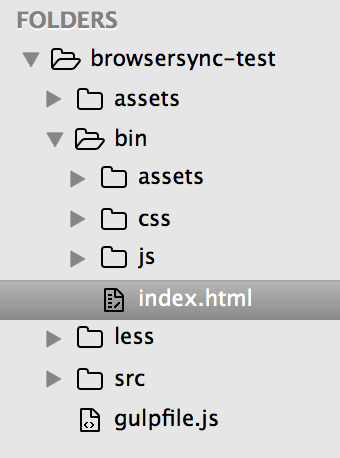 FOLDERS
browsersync-test
assets
bin
assets
css
js
index.html
less
src
gulpfile.js